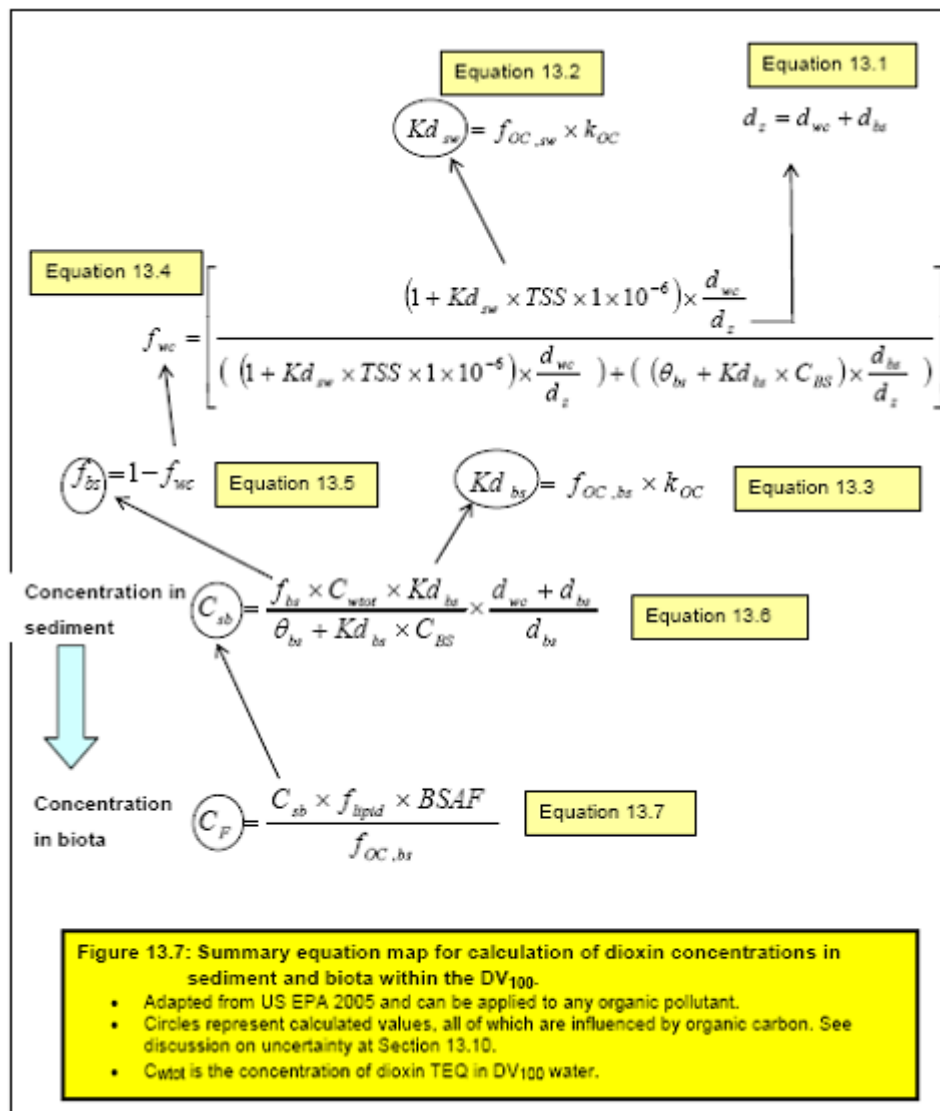 Equation 13.2
Equation 13.1
Kd_sw = f_OC,sw × k_OC
d_z = d_wc + d_bs
Equation 13.4
f_wc = [ (1 + Kd_sw × TSS × 1 × 10^-6) × d_wc / d_z
( (1 + Kd_sw × TSS × 1 × 10^-6) × d_wc / d_z ) + ( (θ_bs + Kd_bs × C_BS) × d_bs / d_z ) ]
f_bs = 1 − f_wc
Equation 13.5
Kd_bs = f_OC,bs × k_OC
Equation 13.3
Concentration in
sediment
C_sb = f_bs × C_wtot × Kd_bs / θ_bs + Kd_bs × C_BS × d_wc + d_bs / d_bs
Equation 13.6
Concentration
in biota
C_F = C_sb × f_lipid × BSAF / f_OC,bs
Equation 13.7
Figure 13.7: Summary equation map for calculation of dioxin concentrations in
sediment and biota within the DV100.
• Adapted from US EPA 2005 and can be applied to any organic pollutant.
• Circles represent calculated values, all of which are influenced by organic carbon. See
discussion on uncertainty at Section 13.10.
• Cwtot is the concentration of dioxin TEQ in DV100 water.